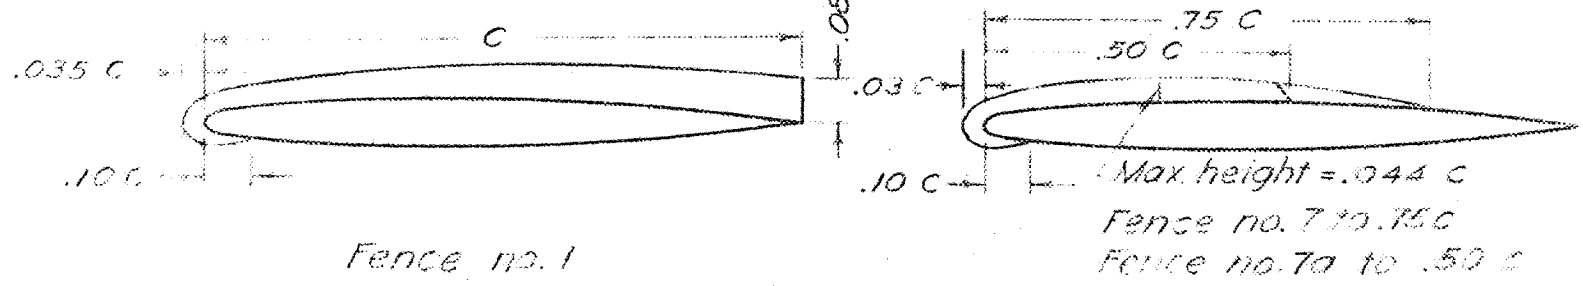 C
.035 C
.10 C
Fence no. 1
.75 C
.50 C
.03 C
.10 C
Max. height = .044 C
Fence no. 7 to .75 C
Fence no. 7a to .50 c